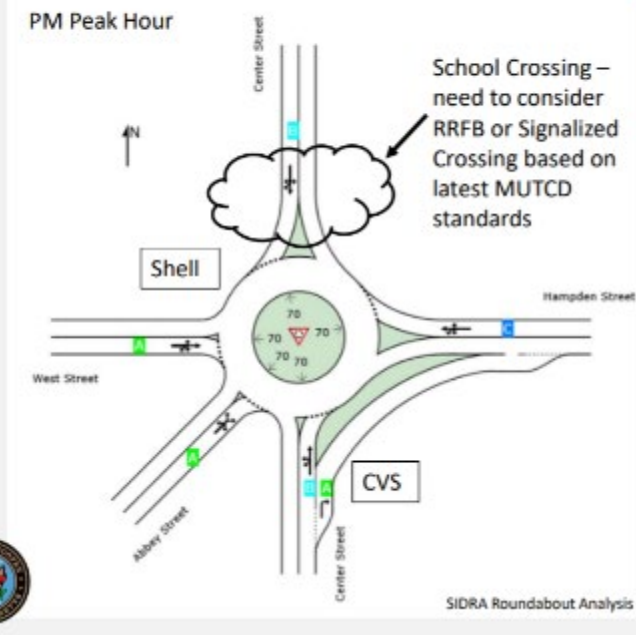 PM Peak Hour
Center Street
School Crossing –
need to consider
RRFB or Signalized
Crossing based on
latest MUTCD
standards
N
B
Shell
Hampden Street
70
70
70
70
70
A
C
West Street
A
B
A
CVS
Abbey Street
Center Street
SIDRA Roundabout Analysis